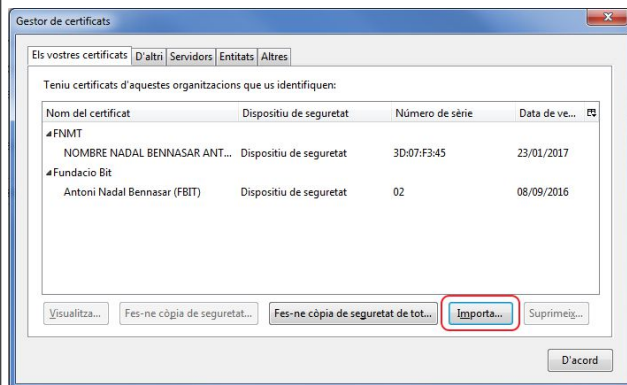 Gestor de certificats
Els vostres certificats D'altri Servidors Entitats Altres
Teniu certificats d'aquestes organitzacions que us identifiquen:
Nom del certificat Dispositiu de seguretat Número de sèrie Data de ve...
FNMT
NOMBRE NADAL BENNASAR ANT... Dispositiu de seguretat 3D:07:F3:45 23/01/2017
Fundacio Bit
Antoni Nadal Bennasar (FBIT) Dispositiu de seguretat 02 08/09/2016
Visualitza... Fes-ne còpia de seguretat... Fes-ne còpia de seguretat de tot... Importa... Suprimeix...
D'acord